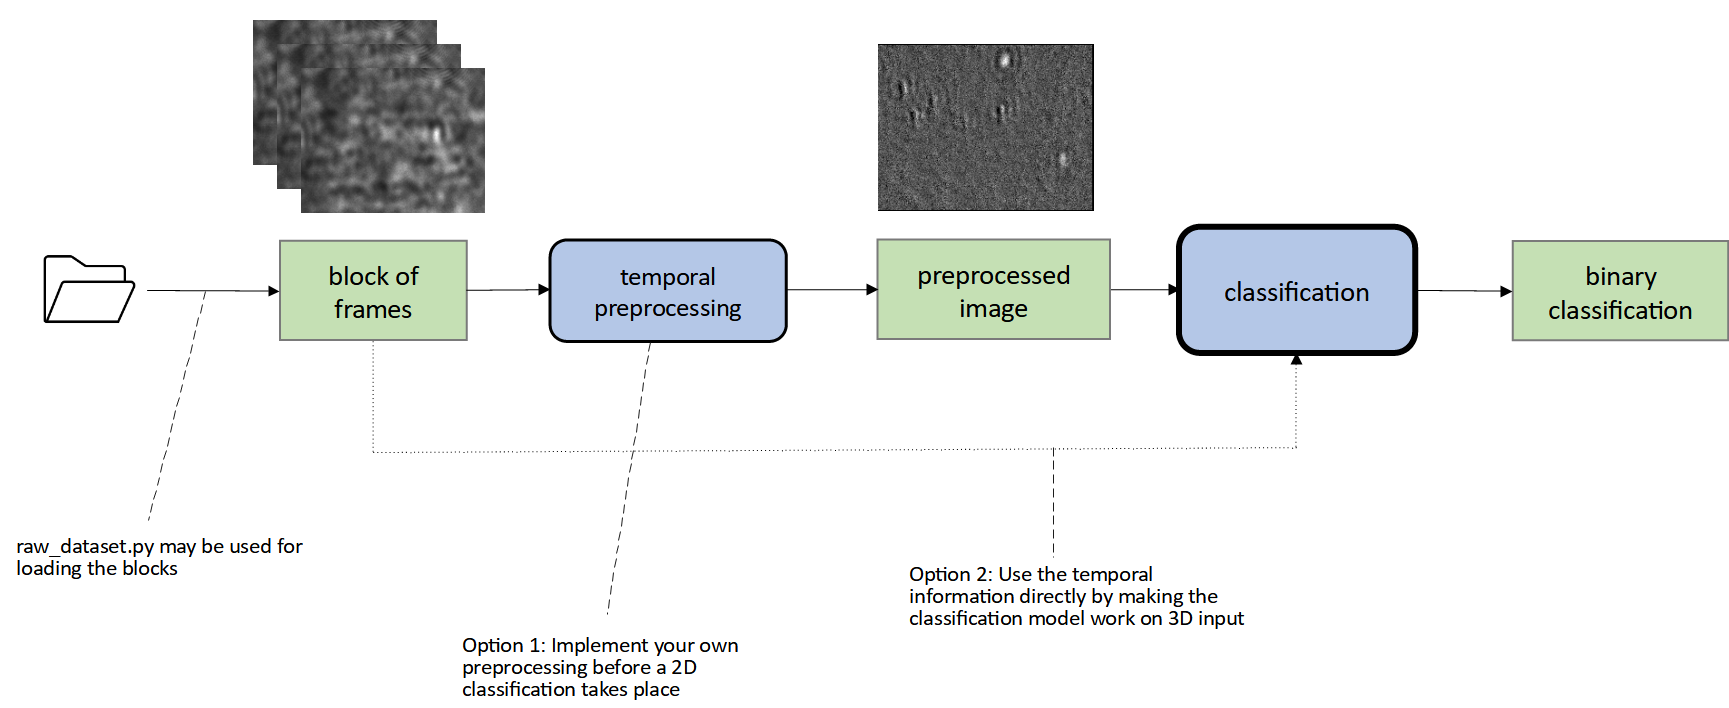 block of
frames
temporal
preprocessing
preprocessed
image
classification
binary
classification
raw_dataset.py may be used for
loading the blocks
Option 1: Implement your own
preprocessing before a 2D
classification takes place
Option 2: Use the temporal
information directly by making the
classification model work on 3D input